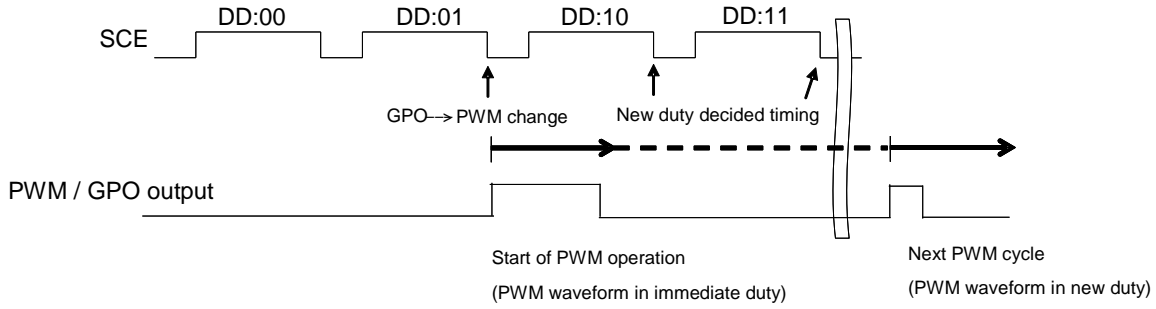 DD:00 DD:01 DD:10 DD:11
SCE
GPO--→ PWM change New duty decided timing
PWM / GPO output
Start of PWM operation
(PWM waveform in immediate duty)
Next PWM cycle
(PWM waveform in new duty)